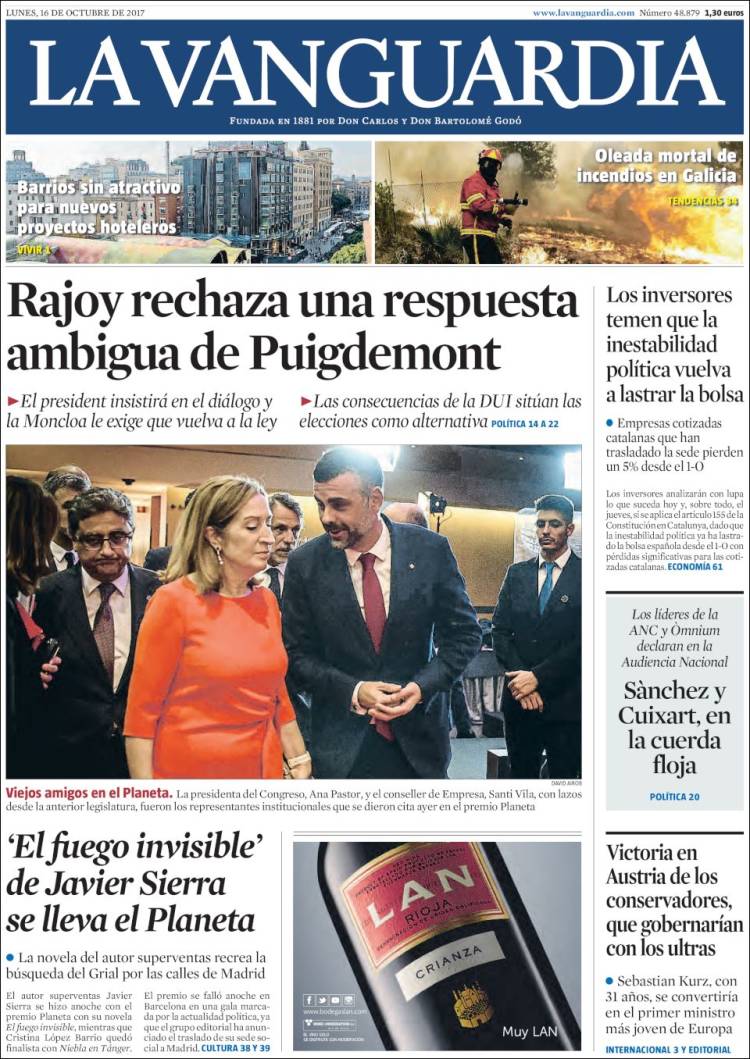 LUNES, 16 DE OCTUBRE DE 2017
www.lavanguardia.com Número 48.879 1,30 euros
LA VANGUARDIA
FUNDADA EN 1881 POR DON CARLOS Y DON BARTOLOMÉ GODÓ
Barrios sin atractivo
para nuevos
proyectos hoteleros
VIVIR 1
Oleada mortal de
incendios en Galicia
TENDENCIAS 34
Rajoy rechaza una respuesta
ambigua de Puigdemont
►El president insistirá en el diálogo y
la Moncloa le exige que vuelva a la ley
►Las consecuencias de la DUI sitúan las
elecciones como alternativa POLÍTICA 14 A 22
DAVID AIROB
Viejos amigos en el Planeta. La presidenta del Congreso, Ana Pastor, y el conseller de Empresa, Santi Vila, con lazos
desde la anterior legislatura, fueron los representantes institucionales que se dieron cita ayer en el premio Planeta
‘El fuego invisible’
de Javier Sierra
se lleva el Planeta
● La novela del autor superventas recrea la
búsqueda del Grial por las calles de Madrid
El autor superventas Javier
Sierra se hizo anoche con el
premio Planeta con su novela
El fuego invisible, mientras que
Cristina López Barrio quedó
finalista con Niebla en Tánger.
El premio se falló anoche en
Barcelona en una gala marca-
da por la actualidad política, ya
que el grupo editorial ha anun-
ciado el traslado de su sede so-
cial a Madrid. CULTURA 38 Y 39
LAN
RIOJA
DENOMINACIÓN DE ORIGEN CALIFICADA
CRIANZA
www.bodegaslan.com
Muy LAN
Los inversores
temen que la
inestabilidad
política vuelva
a lastrar la bolsa
● Empresas cotizadas
catalanas que han
trasladado la sede pierden
un 5% desde el 1-O
Los inversores analizarán con lupa
lo que suceda hoy y, sobre todo, el
jueves, si se aplica el artículo 155 de la
Constitución en Catalunya, dado que
la inestabilidad política ya ha lastra-
do la bolsa española desde el 1-O con
pérdidas significativas para las coti-
zadas catalanas. ECONOMÍA 61
Los líderes de la
ANC y Òmnium
declaran en la
Audiencia Nacional
Sànchez y
Cuixart, en
la cuerda
floja
POLÍTICA 20
Victoria en
Austria de los
conservadores,
que gobernarían
con los ultras
● Sebastian Kurz, con
31 años, se convertiría
en el primer ministro
más joven de Europa
INTERNACIONAL 3 Y EDITORIAL